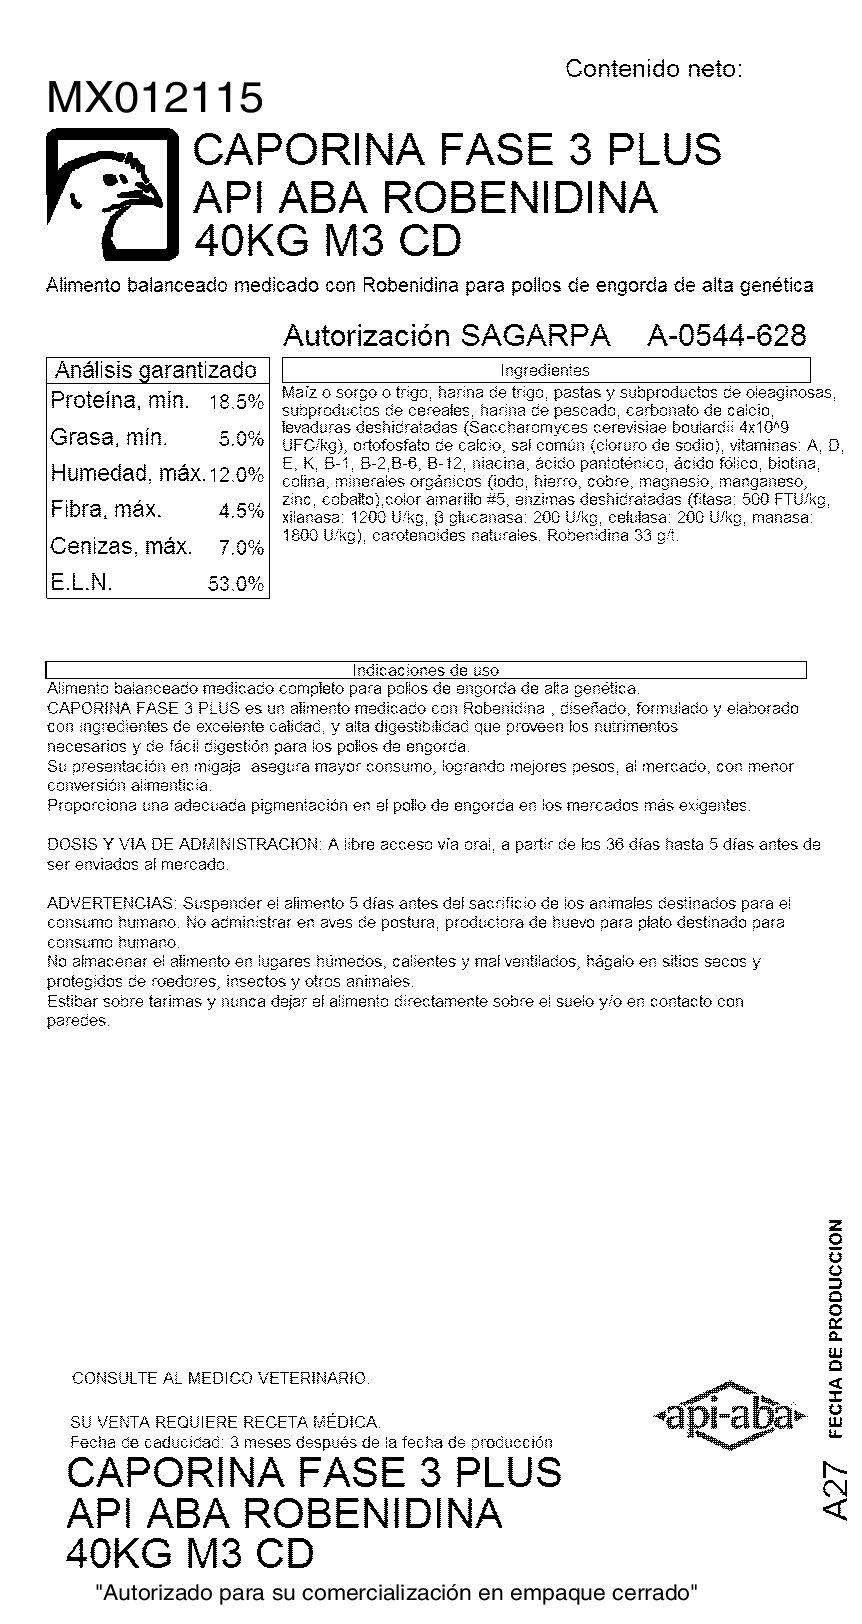 Contenido neto:
MX012115
CAPORINA FASE 3 PLUS
API ABA ROBENIDINA
40KG M3 CD
Alimento balanceado medicado con Robenidina para pollos de engorda de alta genética
Autorización SAGARPA A-0544-628
Análisis garantizado
Proteína, mín. 18.5%
Grasa, mín. 5.0%
Humedad, máx. 12.0%
Fibra, máx. 4.5%
Cenizas, máx. 7.0%
E.L.N. 53.0%
Ingredientes
Maíz o sorgo o trigo, harina de trigo, pastas y subproductos de oleaginosas,
subproductos de cereales, harina de pescado, carbonato de calcio,
levaduras deshidratadas (Saccharomyces cerevisiae boulardii 4x10^9
UFC/kg), ortofosfato de calcio, sal común (cloruro de sodio), vitaminas: A, D,
E, K, B-1, B-2,B-6, B-12, niacina, ácido pantoténico, ácido fólico, biotina,
colina, minerales orgánicos (iodo, hierro, cobre, magnesio, manganeso,
zinc, cobalto),color amarillo #5, enzimas deshidratadas (fitasa: 500 FTU/kg,
xilanasa: 1200 U/kg, β glucanasa: 200 U/kg, celulasa: 200 U/kg, manasa:
1800 U/kg), carotenoides naturales. Robenidina 33 g/t.
Indicaciones de uso
Alimento balanceado medicado completo para pollos de engorda de alta genética.
CAPORINA FASE 3 PLUS es un alimento medicado con Robenidina , diseñado, formulado y elaborado
con ingredientes de excelente calidad, y alta digestibilidad que proveen los nutrimentos
necesarios y de fácil digestión para los pollos de engorda.
Su presentación en migaja asegura mayor consumo, logrando mejores pesos, al mercado, con menor
conversión alimenticia.
Proporciona una adecuada pigmentación en el pollo de engorda en los mercados más exigentes.
DOSIS Y VIA DE ADMINISTRACION: A libre acceso vía oral, a partir de los 36 días hasta 5 días antes de
ser enviados al mercado.
ADVERTENCIAS: Suspender el alimento 5 días antes del sacrificio de los animales destinados para el
consumo humano. No administrar en aves de postura, productora de huevo para plato destinado para
consumo humano.
No almacenar el alimento en lugares húmedos, calientes y mal ventilados, hágalo en sitios secos y
protegidos de roedores, insectos y otros animales.
Estibar sobre tarimas y nunca dejar el alimento directamente sobre el suelo y/o en contacto con
paredes.
FECHA DE PRODUCCION
A27
CONSULTE AL MEDICO VETERINARIO.
api-aba
SU VENTA REQUIERE RECETA MÉDICA.
Fecha de caducidad: 3 meses después de la fecha de producción
CAPORINA FASE 3 PLUS
API ABA ROBENIDINA
40KG M3 CD
"Autorizado para su comercialización en empaque cerrado"